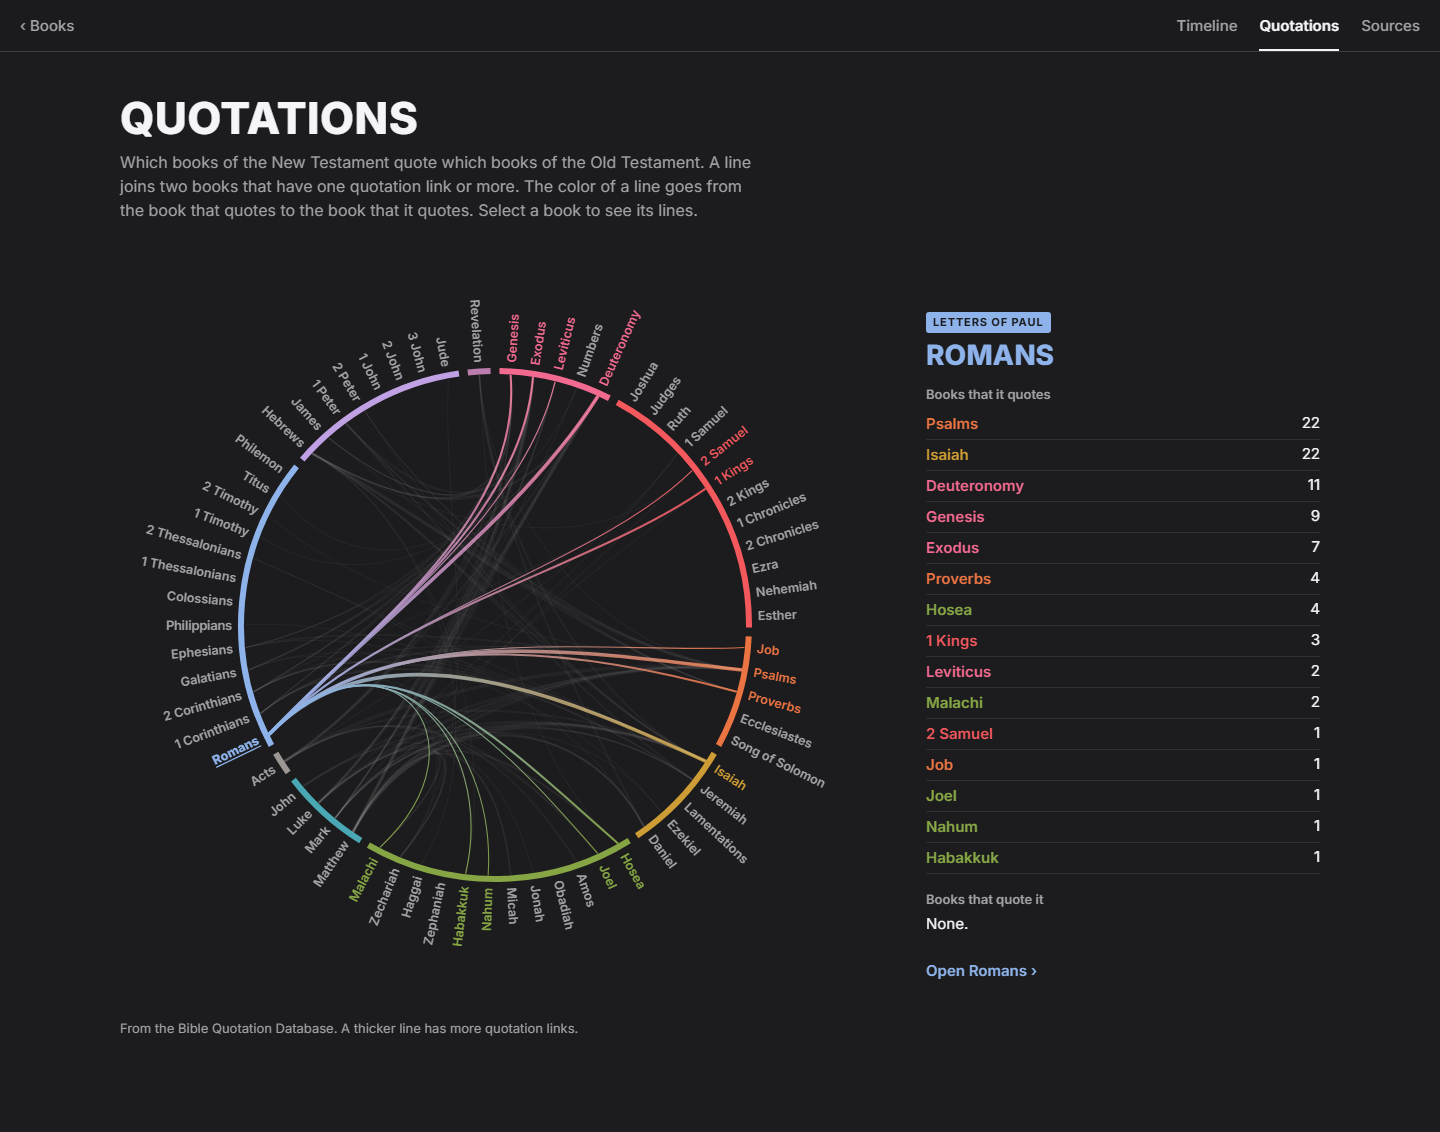 ‹ Books
Timeline
Quotations
Sources
QUOTATIONS
Which books of the New Testament quote which books of the Old Testament. A line
joins two books that have one quotation link or more. The color of a line goes from
the book that quotes to the book that it quotes. Select a book to see its lines.
Genesis
Exodus
Leviticus
Numbers
Deuteronomy
Joshua
Judges
Ruth
1 Samuel
2 Samuel
1 Kings
2 Kings
1 Chronicles
2 Chronicles
Ezra
Nehemiah
Esther
Job
Psalms
Proverbs
Ecclesiastes
Song of Solomon
Isaiah
Jeremiah
Lamentations
Ezekiel
Daniel
Hosea
Joel
Amos
Obadiah
Jonah
Micah
Nahum
Habakkuk
Zephaniah
Haggai
Zechariah
Malachi
Matthew
Mark
Luke
John
Acts
Romans
1 Corinthians
2 Corinthians
Galatians
Ephesians
Philippians
Colossians
1 Thessalonians
2 Thessalonians
1 Timothy
2 Timothy
Titus
Philemon
Hebrews
James
1 Peter
2 Peter
1 John
2 John
3 John
Jude
Revelation
LETTERS OF PAUL
ROMANS
Books that it quotes
Psalms 22
Isaiah 22
Deuteronomy 11
Genesis 9
Exodus 7
Proverbs 4
Hosea 4
1 Kings 3
Leviticus 2
Malachi 2
2 Samuel 1
Job 1
Joel 1
Nahum 1
Habakkuk 1
Books that quote it
None.
Open Romans ›
From the Bible Quotation Database. A thicker line has more quotation links.